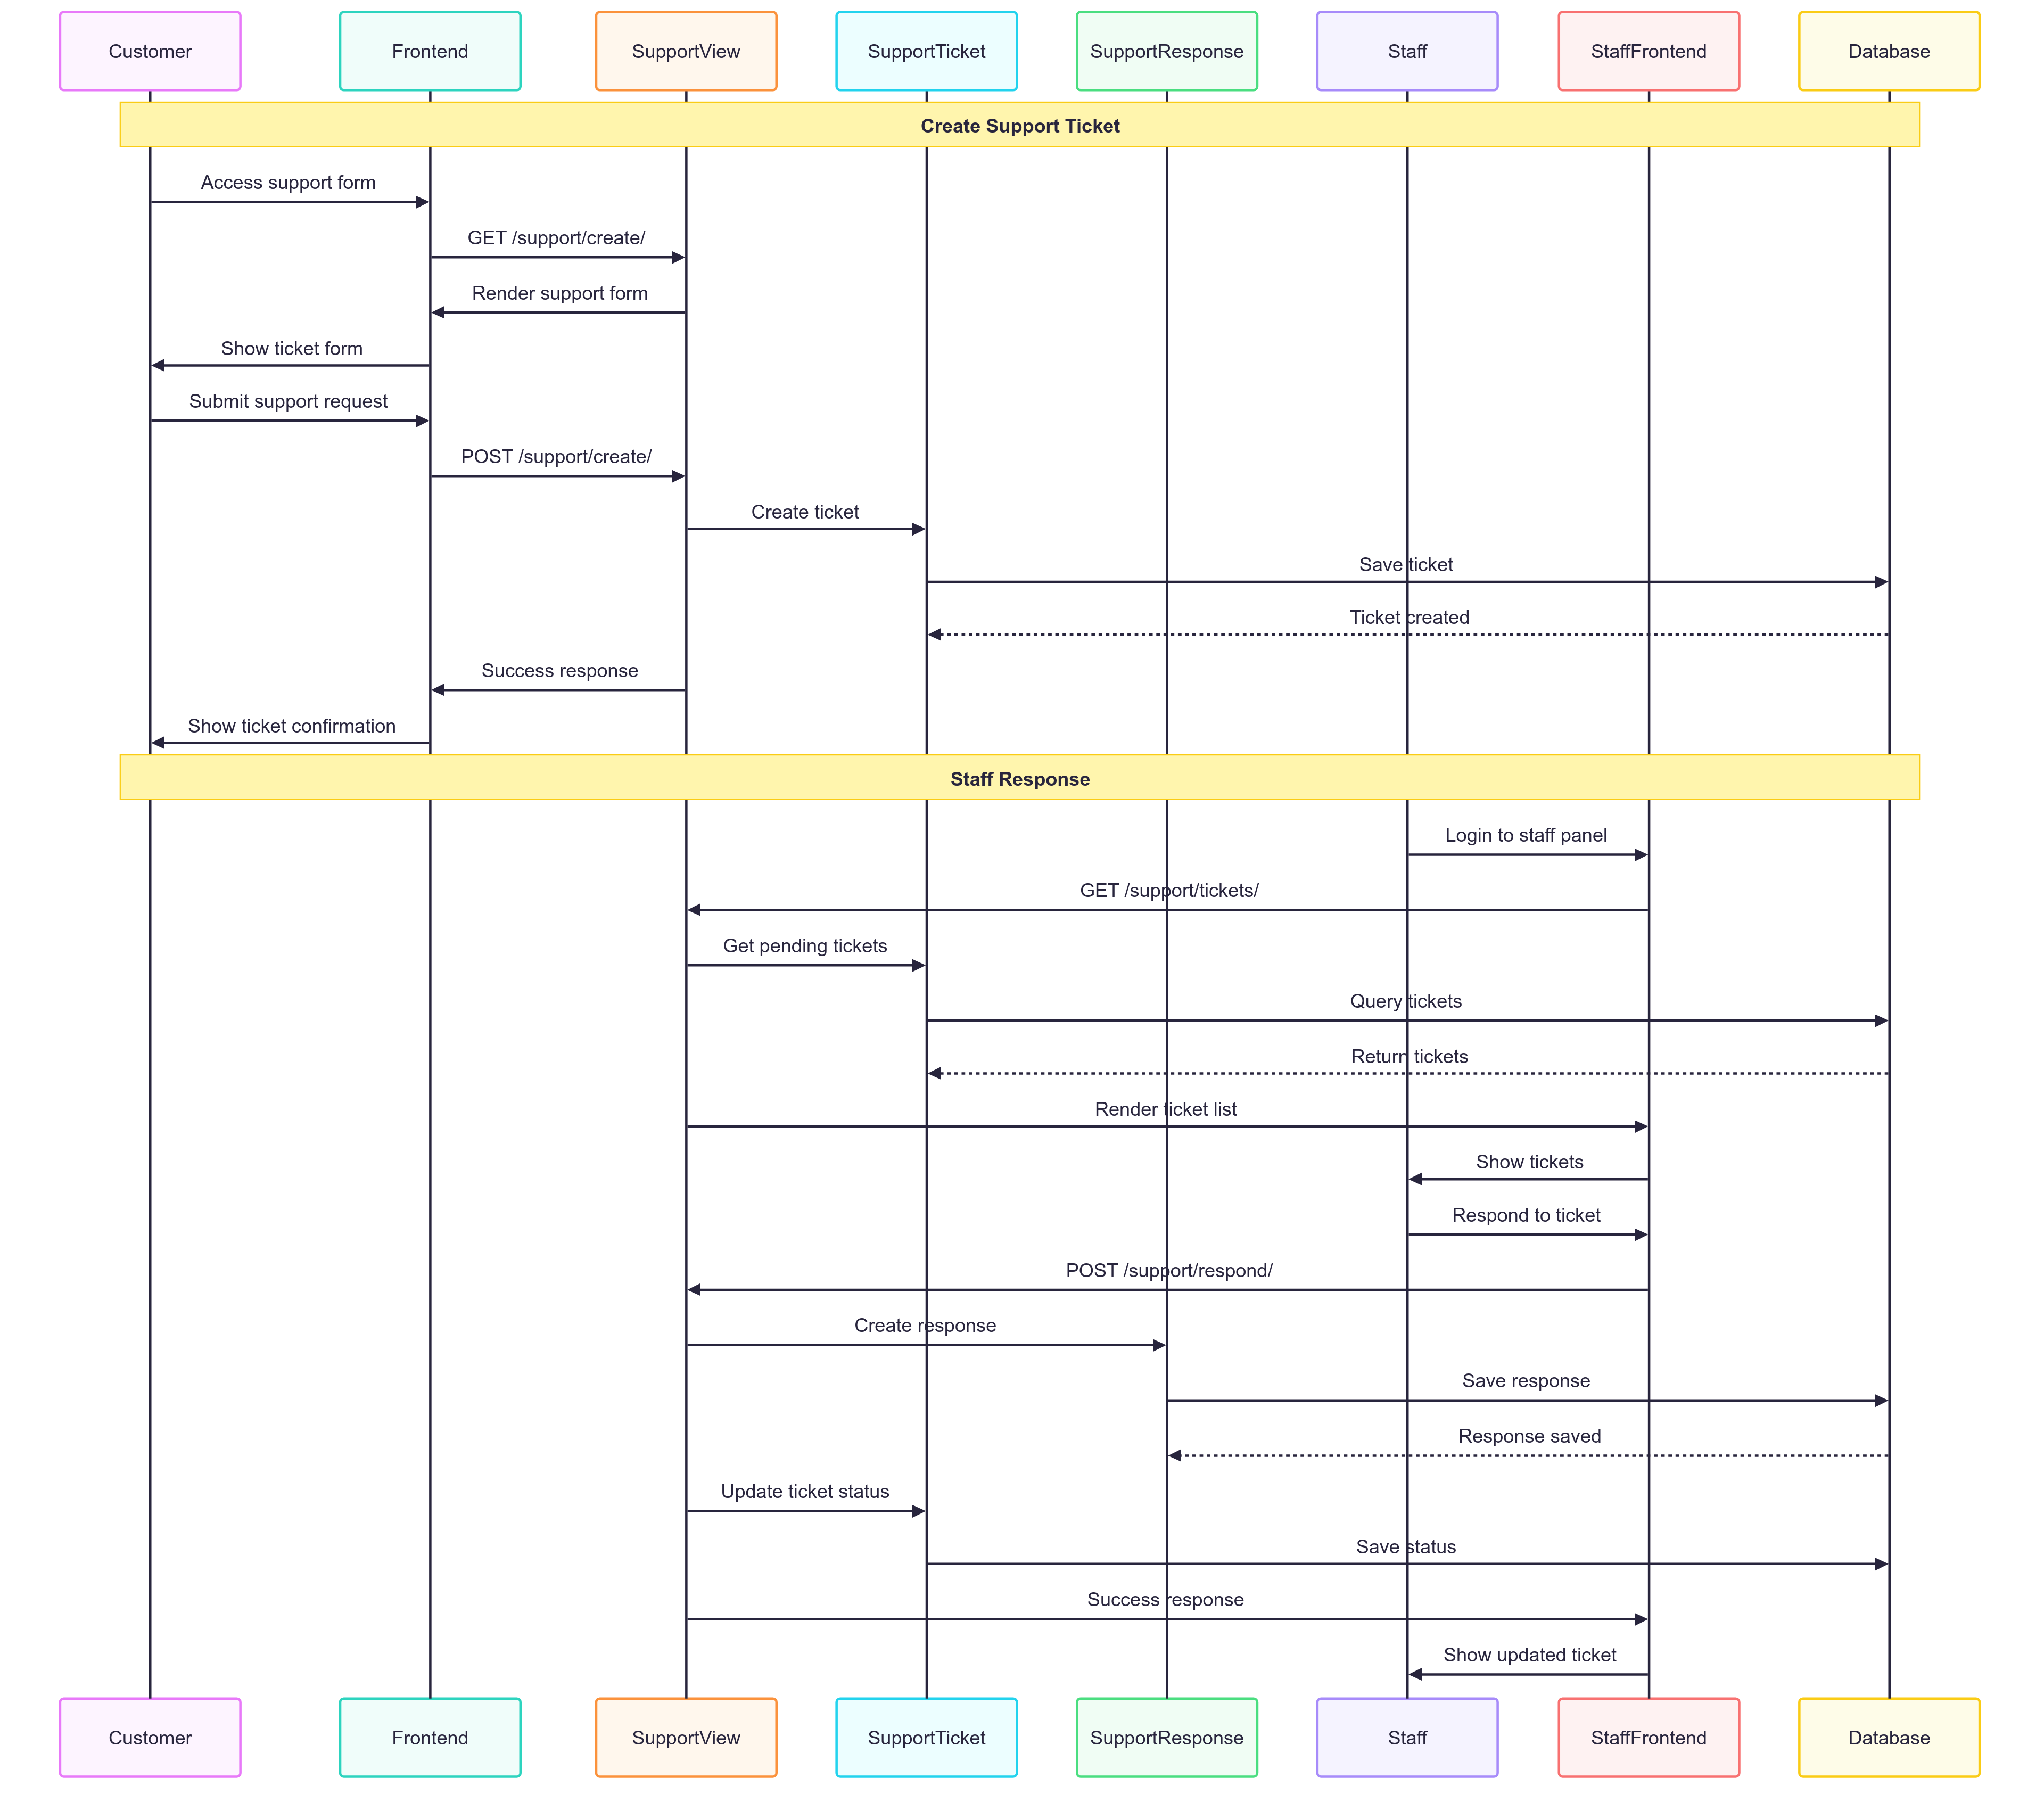 Customer
Frontend
SupportView
SupportTicket
SupportResponse
Staff
StaffFrontend
Database
Create Support Ticket
Access support form
GET /support/create/
Render support form
Show ticket form
Submit support request
POST /support/create/
Create ticket
Save ticket
Ticket created
Success response
Show ticket confirmation
Staff Response
Login to staff panel
GET /support/tickets/
Get pending tickets
Query tickets
Return tickets
Render ticket list
Show tickets
Respond to ticket
POST /support/respond/
Create response
Save response
Response saved
Update ticket status
Save status
Success response
Show updated ticket
Customer
Frontend
SupportView
SupportTicket
SupportResponse
Staff
StaffFrontend
Database